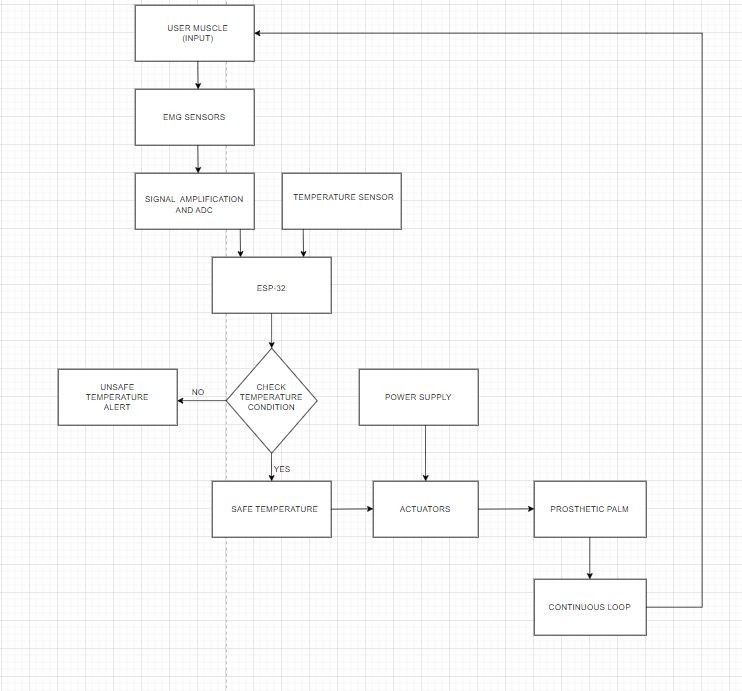 USER MUSCLE
(INPUT)
EMG SENSORS
SIGNAL AMPLIFICATION
AND ADC
TEMPERATURE SENSOR
ESP-32
UNSAFE
TEMPERATURE
ALERT
NO
CHECK
TEMPERATURE
CONDITION
POWER SUPPLY
YES
SAFE TEMPERATURE
ACTUATORS
PROSTHETIC PALM
CONTINUOUS LOOP